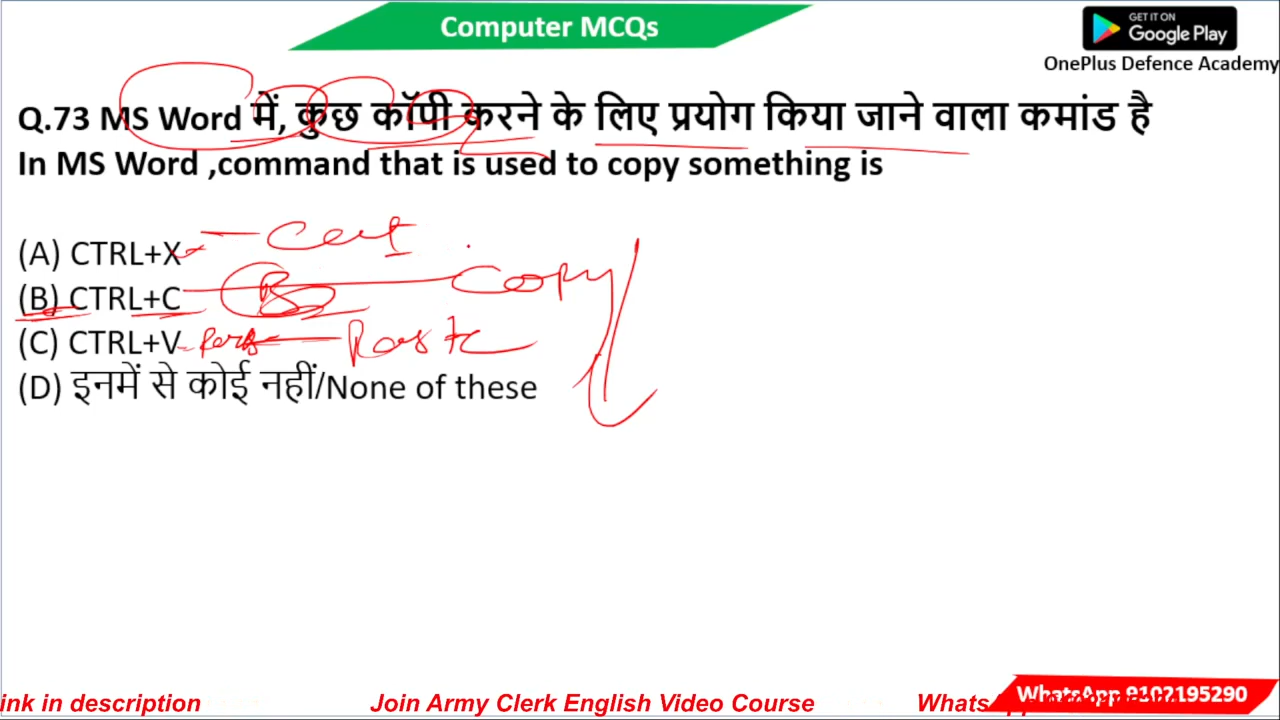 Computer MCQs
GET IT ON
Google Play
OnePlus Defence Academy
Q.73 MS Word में, कुछ कॉपी करने के लिए प्रयोग किया जाने वाला कमांड है
In MS Word ,command that is used to copy something is
(A) CTRL+X - Cut
(B) CTRL+C B Copy
(C) CTRL+V - Paste
(D) इनमें से कोई नहीं/None of these
WhatsApp 9102195290
ink in description Join Army Clerk English Video Course Whats